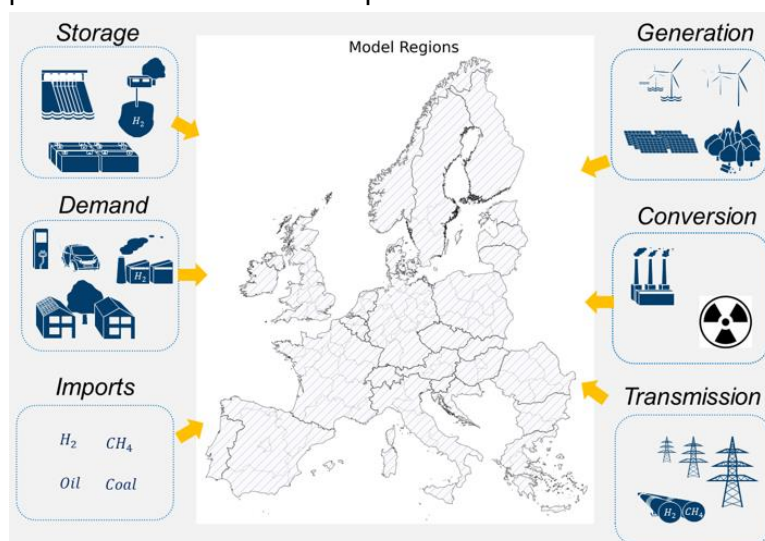 Storage
H₂
Demand
H₂
Imports
H₂ CH₄
Oil Coal
Model Regions
Generation
Conversion
Transmission
H₂ CH₄